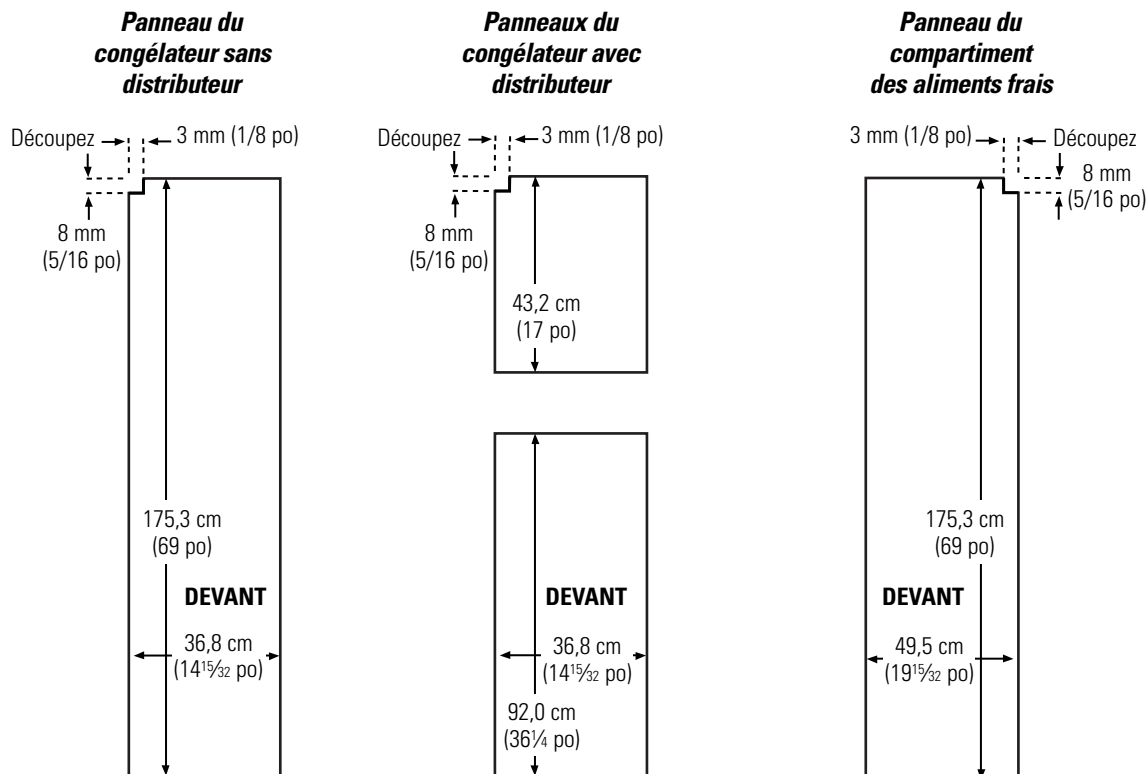 Panneau du
congélateur sans
distributeur
Découpez
3 mm (1/8 po)
8 mm
(5/16 po)
175,3 cm
(69 po)
DEVANT
36,8 cm
(14 15/32 po)
Panneaux du
congélateur avec
distributeur
Découpez
3 mm (1/8 po)
8 mm
(5/16 po)
43,2 cm
(17 po)
DEVANT
36,8 cm
(14 15/32 po)
92,0 cm
(36 1/4 po)
Panneau du
compartiment
des aliments frais
3 mm (1/8 po)
Découpez
8 mm
(5/16 po)
175,3 cm
(69 po)
DEVANT
49,5 cm
(19 15/32 po)